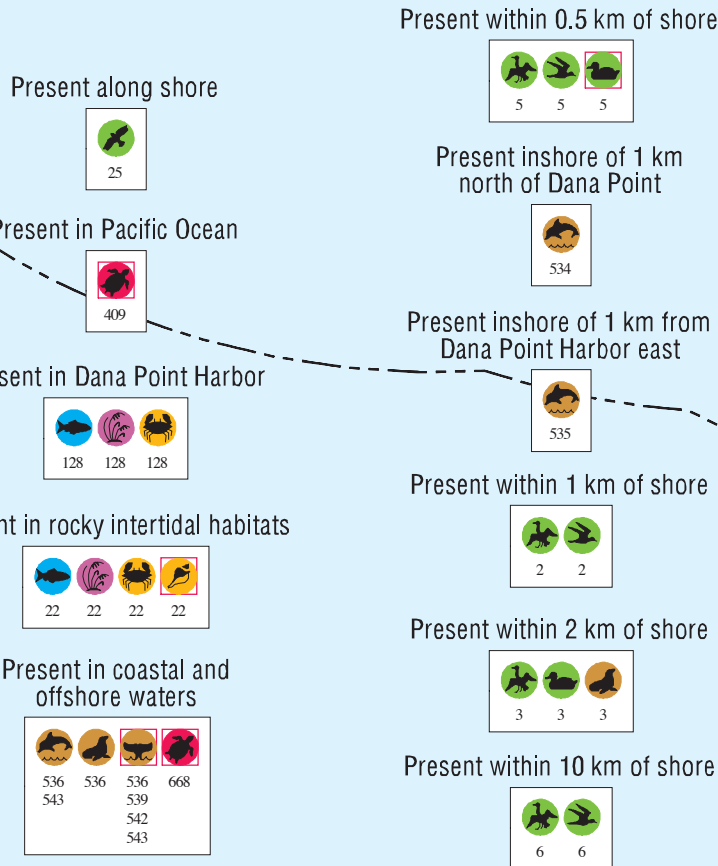 Present along shore
25
Present in Pacific Ocean
409
Present in Dana Point Harbor
128 128 128
in rocky intertidal habitats
22 22 22 22
Present in coastal and
offshore waters
536 536 536 668
543 539
542
543
Present within 0.5 km of shore
5 5 5
Present inshore of 1 km
north of Dana Point
534
Present inshore of 1 km from
Dana Point Harbor east
535
Present within 1 km of shore
2 2
Present within 2 km of shore
3 3 3
Present within 10 km of shore
6 6